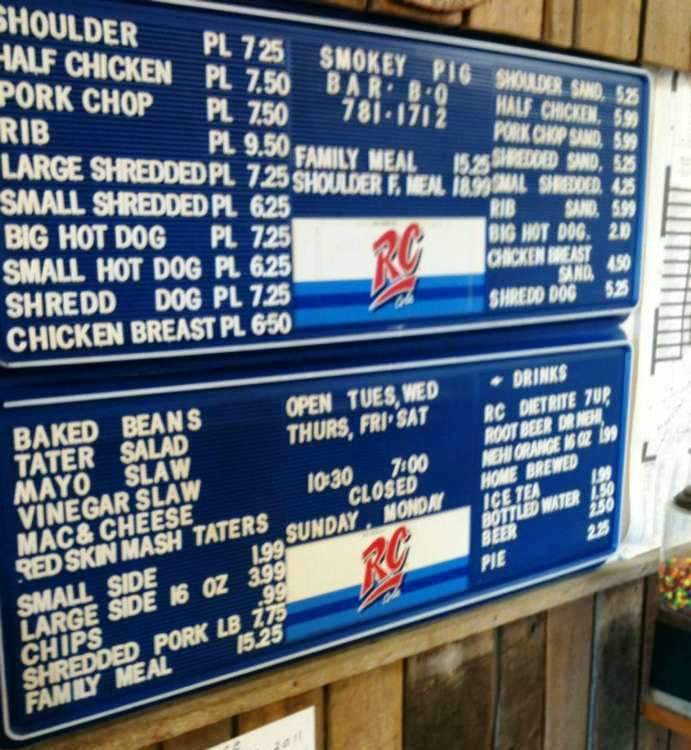 SHOULDER PL 7.25
HALF CHICKEN PL 7.50
PORK CHOP PL 7.50
RIB PL 9.50
LARGE SHREDDED PL 7.25
SMALL SHREDDED PL 6.25
BIG HOT DOG PL 7.25
SMALL HOT DOG PL 6.25
SHREDD DOG PL 7.25
CHICKEN BREAST PL 6.50
SMOKEY PIG
BAR·B·Q
781-1712
FAMILY MEAL 15.25
SHOULDER F. MEAL 18.99
RC
Cola
SHOULDER SAND. 5.25
HALF CHICKEN. 5.99
PORK CHOP SAND. 5.99
SHREDDED SAND. 5.25
SMAL SHREDDED. 4.25
RIB SAND. 5.99
BIG HOT DOG. 2.10
CHICKEN BREAST
SAND. 4.50
SHREDD DOG 5.25
BAKED BEANS
TATER SALAD
MAYO SLAW
VINEGAR SLAW
MAC & CHEESE
RED SKIN MASH TATERS
SMALL SIDE 1.99
LARGE SIDE 16 OZ 3.99
CHIPS .99
SHREDDED PORK LB 7.75
FAMILY MEAL 15.25
OPEN TUES, WED
THURS, FRI·SAT
10:30 7:00
CLOSED
SUNDAY, MONDAY
RC
Cola
DRINKS
RC DIETRITE 7UP,
ROOT BEER DR NEHI,
NEHI ORANGE 16 OZ 1.99
HOME BREWED
ICE TEA 1.99
BOTTLED WATER 1.50
BEER 2.50
PIE 2.25
2011